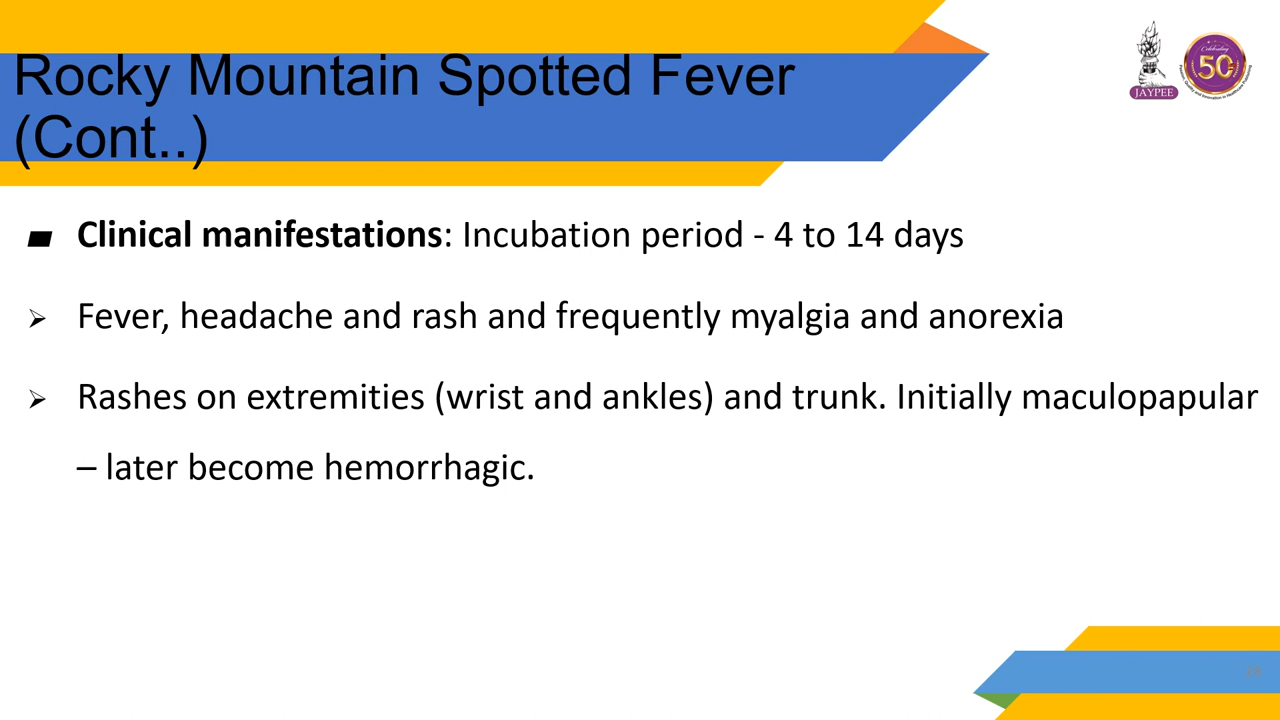 Rocky Mountain Spotted Fever
(Cont..)
JAYPEE
Celebrating
50
Clinical manifestations: Incubation period - 4 to 14 days
Fever, headache and rash and frequently myalgia and anorexia
Rashes on extremities (wrist and ankles) and trunk. Initially maculopapular
– later become hemorrhagic.